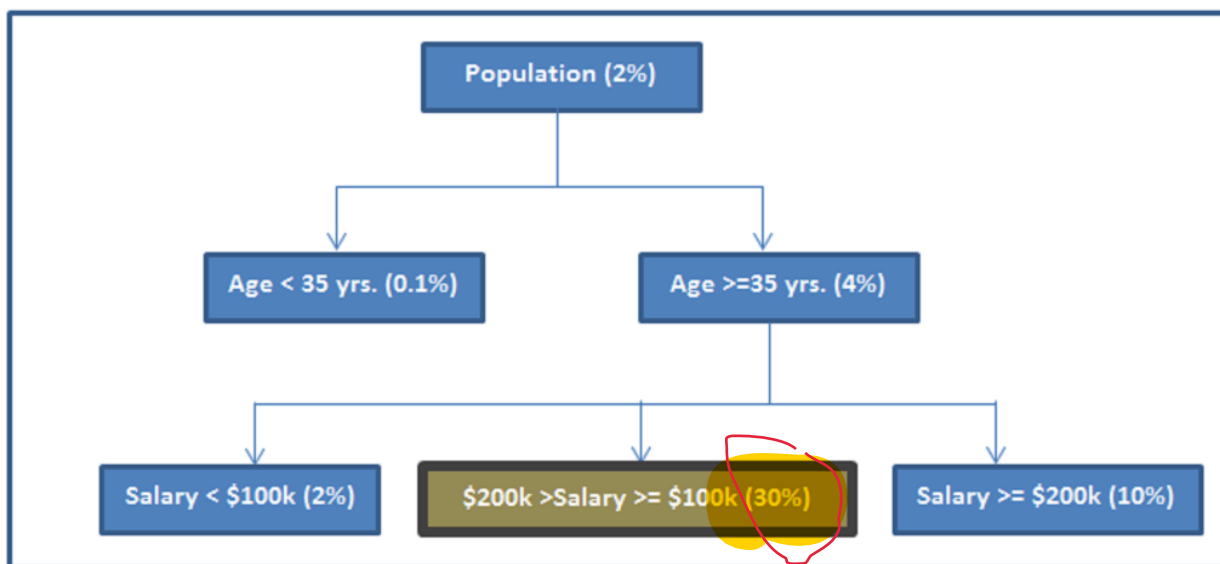 Population (2%)
Age < 35 yrs. (0.1%)
Age >=35 yrs. (4%)
Salary < $100k (2%)
$200k >Salary >= $100k (30%)
Salary >= $200k (10%)